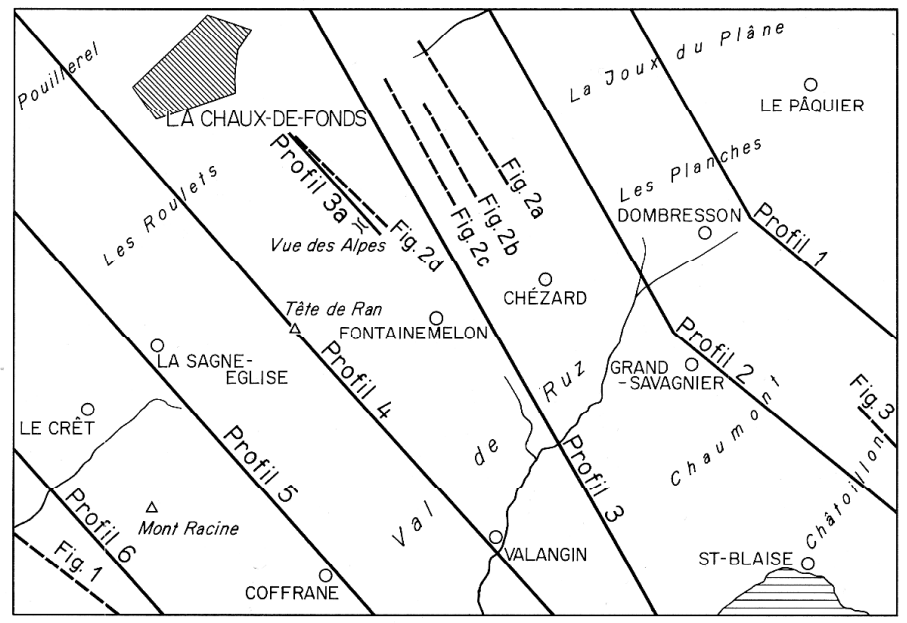 Pouillerel
LA CHAUX-DE-FONDS
La Joux du Plâne
LE PÂQUIER
Les Planches
DOMBRESSON
Profil 1
Fig. 2a
Fig. 2b
Fig. 2c
Profil 3a
Fig. 2d
Vue des Alpes
Les Roulets
CHÉZARD
Tête de Ran
FONTAINEMELON
LA SAGNE-
EGLISE
Profil 2
GRAND
-SAVAGNIER
Fig. 3
LE CRÊT
Profil 4
Val de Ruz
Chaumont
Châtoillon
Profil 5
Profil 3
Profil 6
Mont Racine
Fig. 1
COFFRANE
VALANGIN
ST-BLAISE